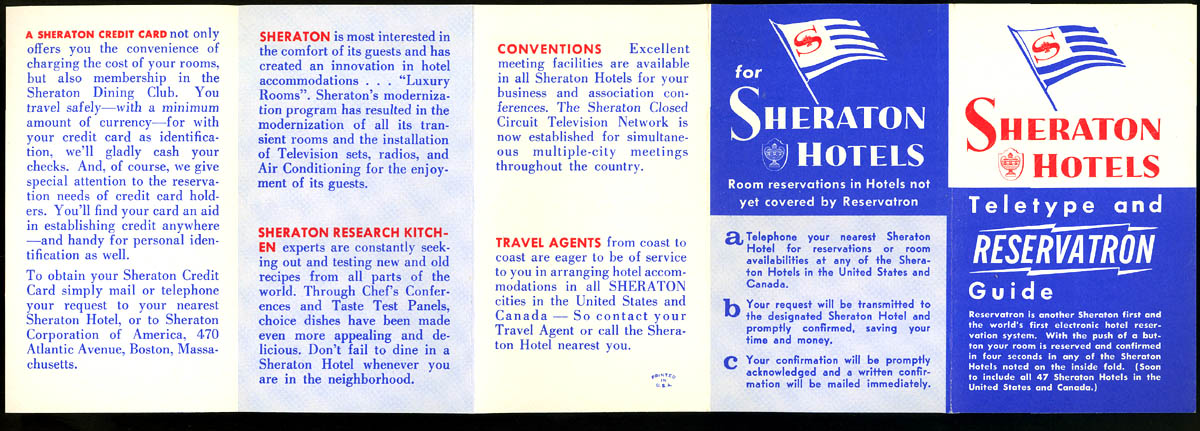 A SHERATON CREDIT CARD not only
offers you the convenience of
charging the cost of your rooms,
but also membership in the
Sheraton Dining Club. You
travel safely—with a minimum
amount of currency—for with
your credit card as identifica-
tion, we'll gladly cash your
checks. And, of course, we give
special attention to the reserva-
tion needs of credit card hold-
ers. You'll find your card an aid
in establishing credit anywhere
—and handy for personal iden-
tification as well.
To obtain your Sheraton Credit
Card simply mail or telephone
your request to your nearest
Sheraton Hotel, or to Sheraton
Corporation of America, 470
Atlantic Avenue, Boston, Massa-
chusetts.
SHERATON is most interested in
the comfort of its guests and has
created an innovation in hotel
accommodations . . . "Luxury
Rooms". Sheraton's moderniza-
tion program has resulted in the
modernization of all its tran-
sient rooms and the installation
of Television sets, radios, and
Air Conditioning for the enjoy-
ment of its guests.
SHERATON RESEARCH KITCH-
EN experts are constantly seek-
ing out and testing new and old
recipes from all parts of the
world. Through Chef's Confer-
ences and Taste Test Panels,
choice dishes have been made
even more appealing and de-
licious. Don't fail to dine in a
Sheraton Hotel whenever you
are in the neighborhood.
CONVENTIONS Excellent
meeting facilities are available
in all Sheraton Hotels for your
business and association con-
ferences. The Sheraton Closed
Circuit Television Network is
now established for simultane-
ous multiple-city meetings
throughout the country.
TRAVEL AGENTS from coast to
coast are eager to be of service
to you in arranging hotel accom-
modations in all SHERATON
cities in the United States and
Canada — So contact your
Travel Agent or call the Shera-
ton Hotel nearest you.
PRINTED
IN
U.S.A.
S
for
SHERATON
HOTELS
Room reservations in Hotels not
yet covered by Reservatron
a Telephone your nearest Sheraton
Hotel for reservations or room
availabilities at any of the Shera-
ton Hotels in the United States and
Canada.
b Your request will be transmitted to
the designated Sheraton Hotel and
promptly confirmed, saving your
time and money.
c Your confirmation will be promptly
acknowledged and a written confir-
mation will be mailed immediately.
S
SHERATON
HOTELS
Teletype and
RESERVATRON
Guide
Reservatron is another Sheraton first and
the world's first electronic hotel reser-
vation system. With the push of a but-
ton your room is reserved and confirmed
in four seconds in any of the Sheraton
Hotels noted on the inside fold. (Soon
to include all 47 Sheraton Hotels in the
United States and Canada.)